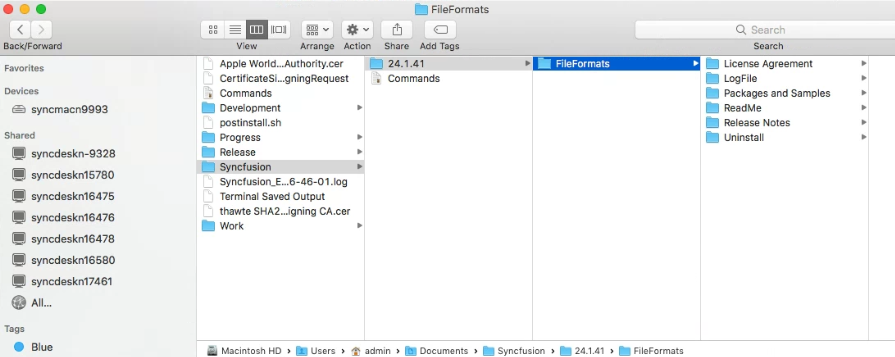 FileFormats
Back/Forward
View
Arrange
Action
Share
Add Tags
Search
Search
Favorites
Devices
syncmacn9993
Shared
syncdeskn-9328
syncdeskn15780
syncdeskn16475
syncdeskn16476
syncdeskn16478
syncdeskn16580
syncdeskn17461
All...
Tags
Blue
Apple World...Authority.cer
CertificateSi...gningRequest
Commands
Development
postinstall.sh
Progress
Release
Syncfusion
Syncfusion_E...6-46-01.log
Terminal Saved Output
thawte SHA2...igning CA.cer
Work
24.1.41
Commands
FileFormats
License Agreement
LogFile
Packages and Samples
ReadMe
Release Notes
Uninstall
Macintosh HD › Users › admin › Documents › Syncfusion › 24.1.41 › FileFormats